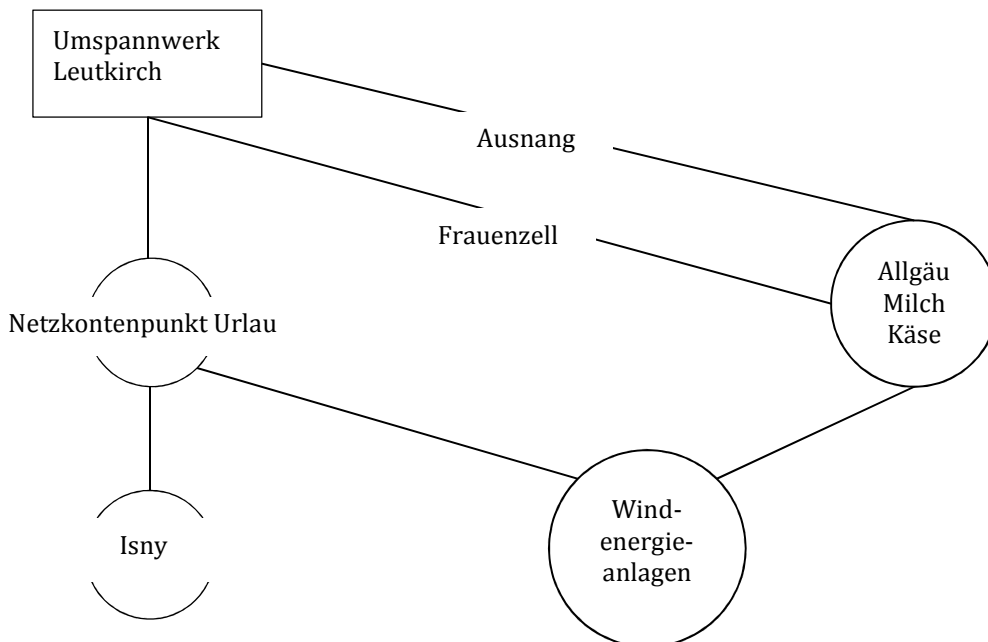 Umspannwerk
Leutkirch
Ausnang
Frauenzell
Allgäu
Milch
Käse
Netzkontenpunkt Urlau
Isny
Wind-
energie-
anlagen